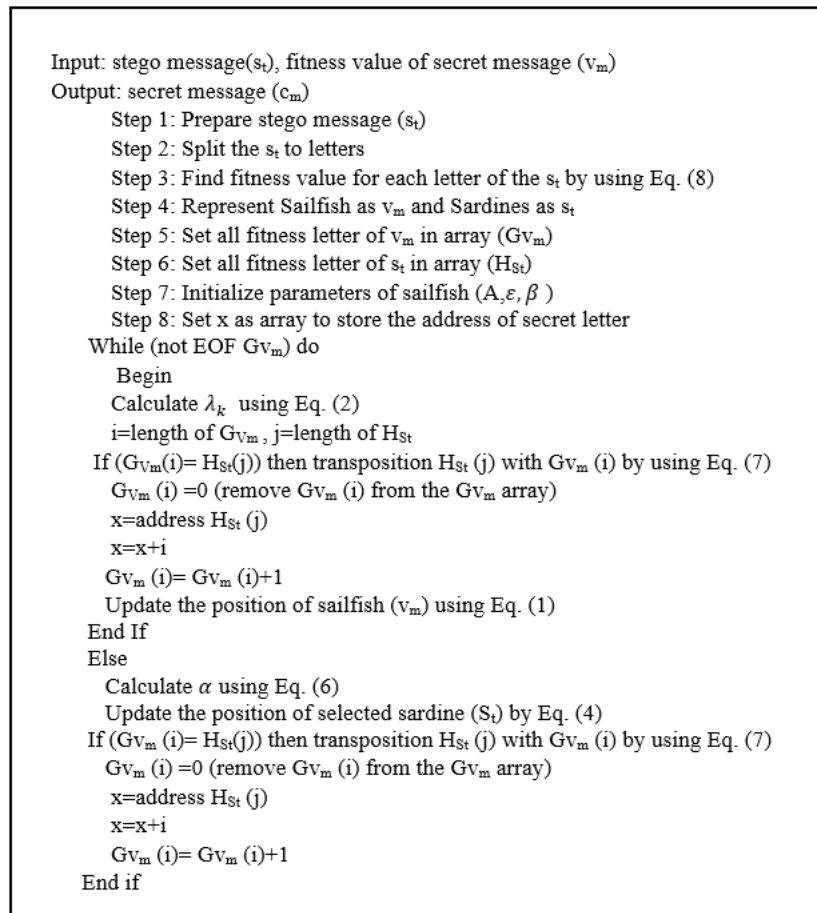 Input: stego message(sₜ), fitness value of secret message (vₘ)
Output: secret message (cₘ)
Step 1: Prepare stego message (sₜ)
Step 2: Split the sₜ to letters
Step 3: Find fitness value for each letter of the sₜ by using Eq. (8)
Step 4: Represent Sailfish as vₘ and Sardines as sₜ
Step 5: Set all fitness letter of vₘ in array (Gvₘ)
Step 6: Set all fitness letter of sₜ in array (H_St)
Step 7: Initialize parameters of sailfish (A,ε, β )
Step 8: Set x as array to store the address of secret letter
While (not EOF Gvₘ) do
Begin
Calculate λₖ using Eq. (2)
i=length of Gvₘ , j=length of H_St
If (Gvₘ(i)= H_St(j)) then transposition H_St (j) with Gvₘ (i) by using Eq. (7)
Gvₘ (i) =0 (remove Gvₘ (i) from the Gvₘ array)
x=address H_St (j)
x=x+i
Gvₘ (i)= Gvₘ (i)+1
Update the position of sailfish (vₘ) using Eq. (1)
End If
Else
Calculate α using Eq. (6)
Update the position of selected sardine (Sₜ) by Eq. (4)
If (Gvₘ (i)= H_St(j)) then transposition H_St (j) with Gvₘ (i) by using Eq. (7)
Gvₘ (i) =0 (remove Gvₘ (i) from the Gvₘ array)
x=address H_St (j)
x=x+i
Gvₘ (i)= Gvₘ (i)+1
End if